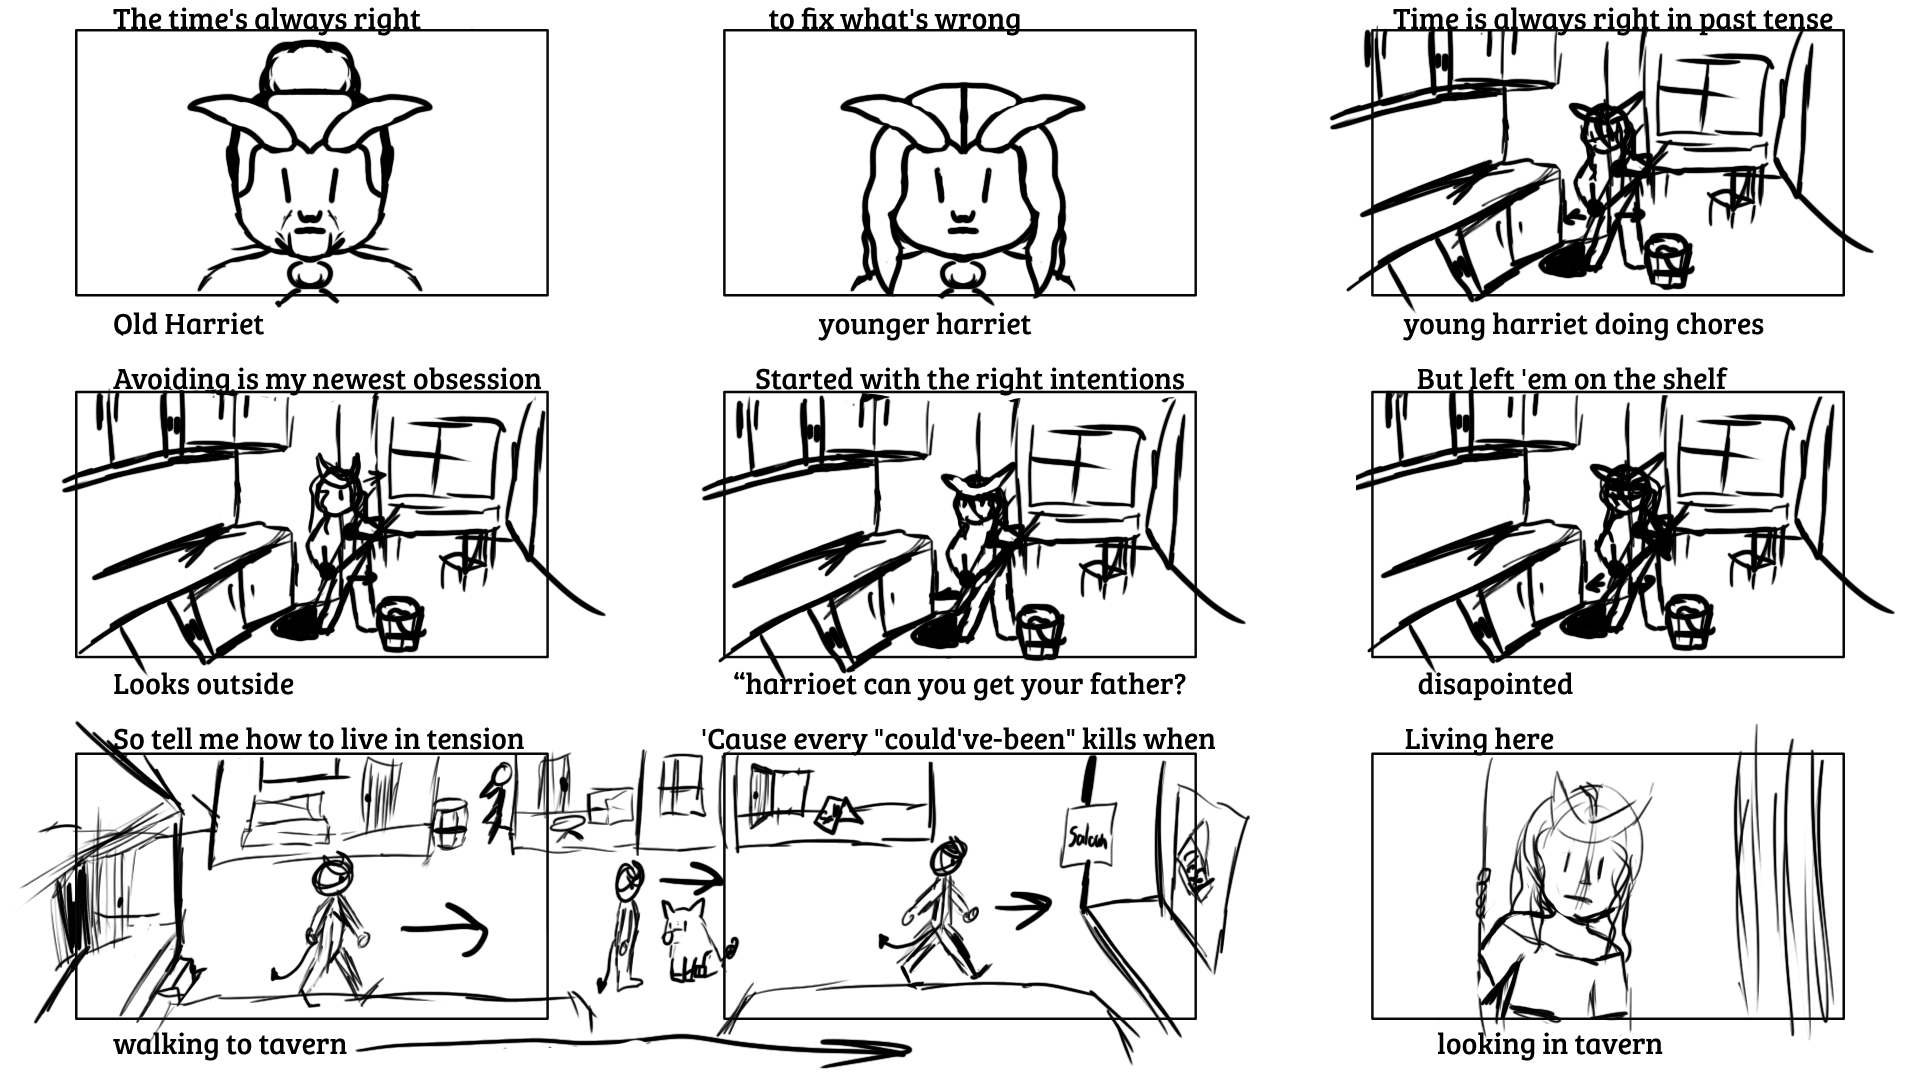 The time's always right
to fix what's wrong
Time is always right in past tense
Old Harriet
younger harriet
young harriet doing chores
Avoiding is my newest obsession
Started with the right intentions
But left 'em on the shelf
Looks outside
“harrioet can you get your father?
disapointed
So tell me how to live in tension
'Cause every "could've-been" kills when
Living here
Saloon
walking to tavern
looking in tavern